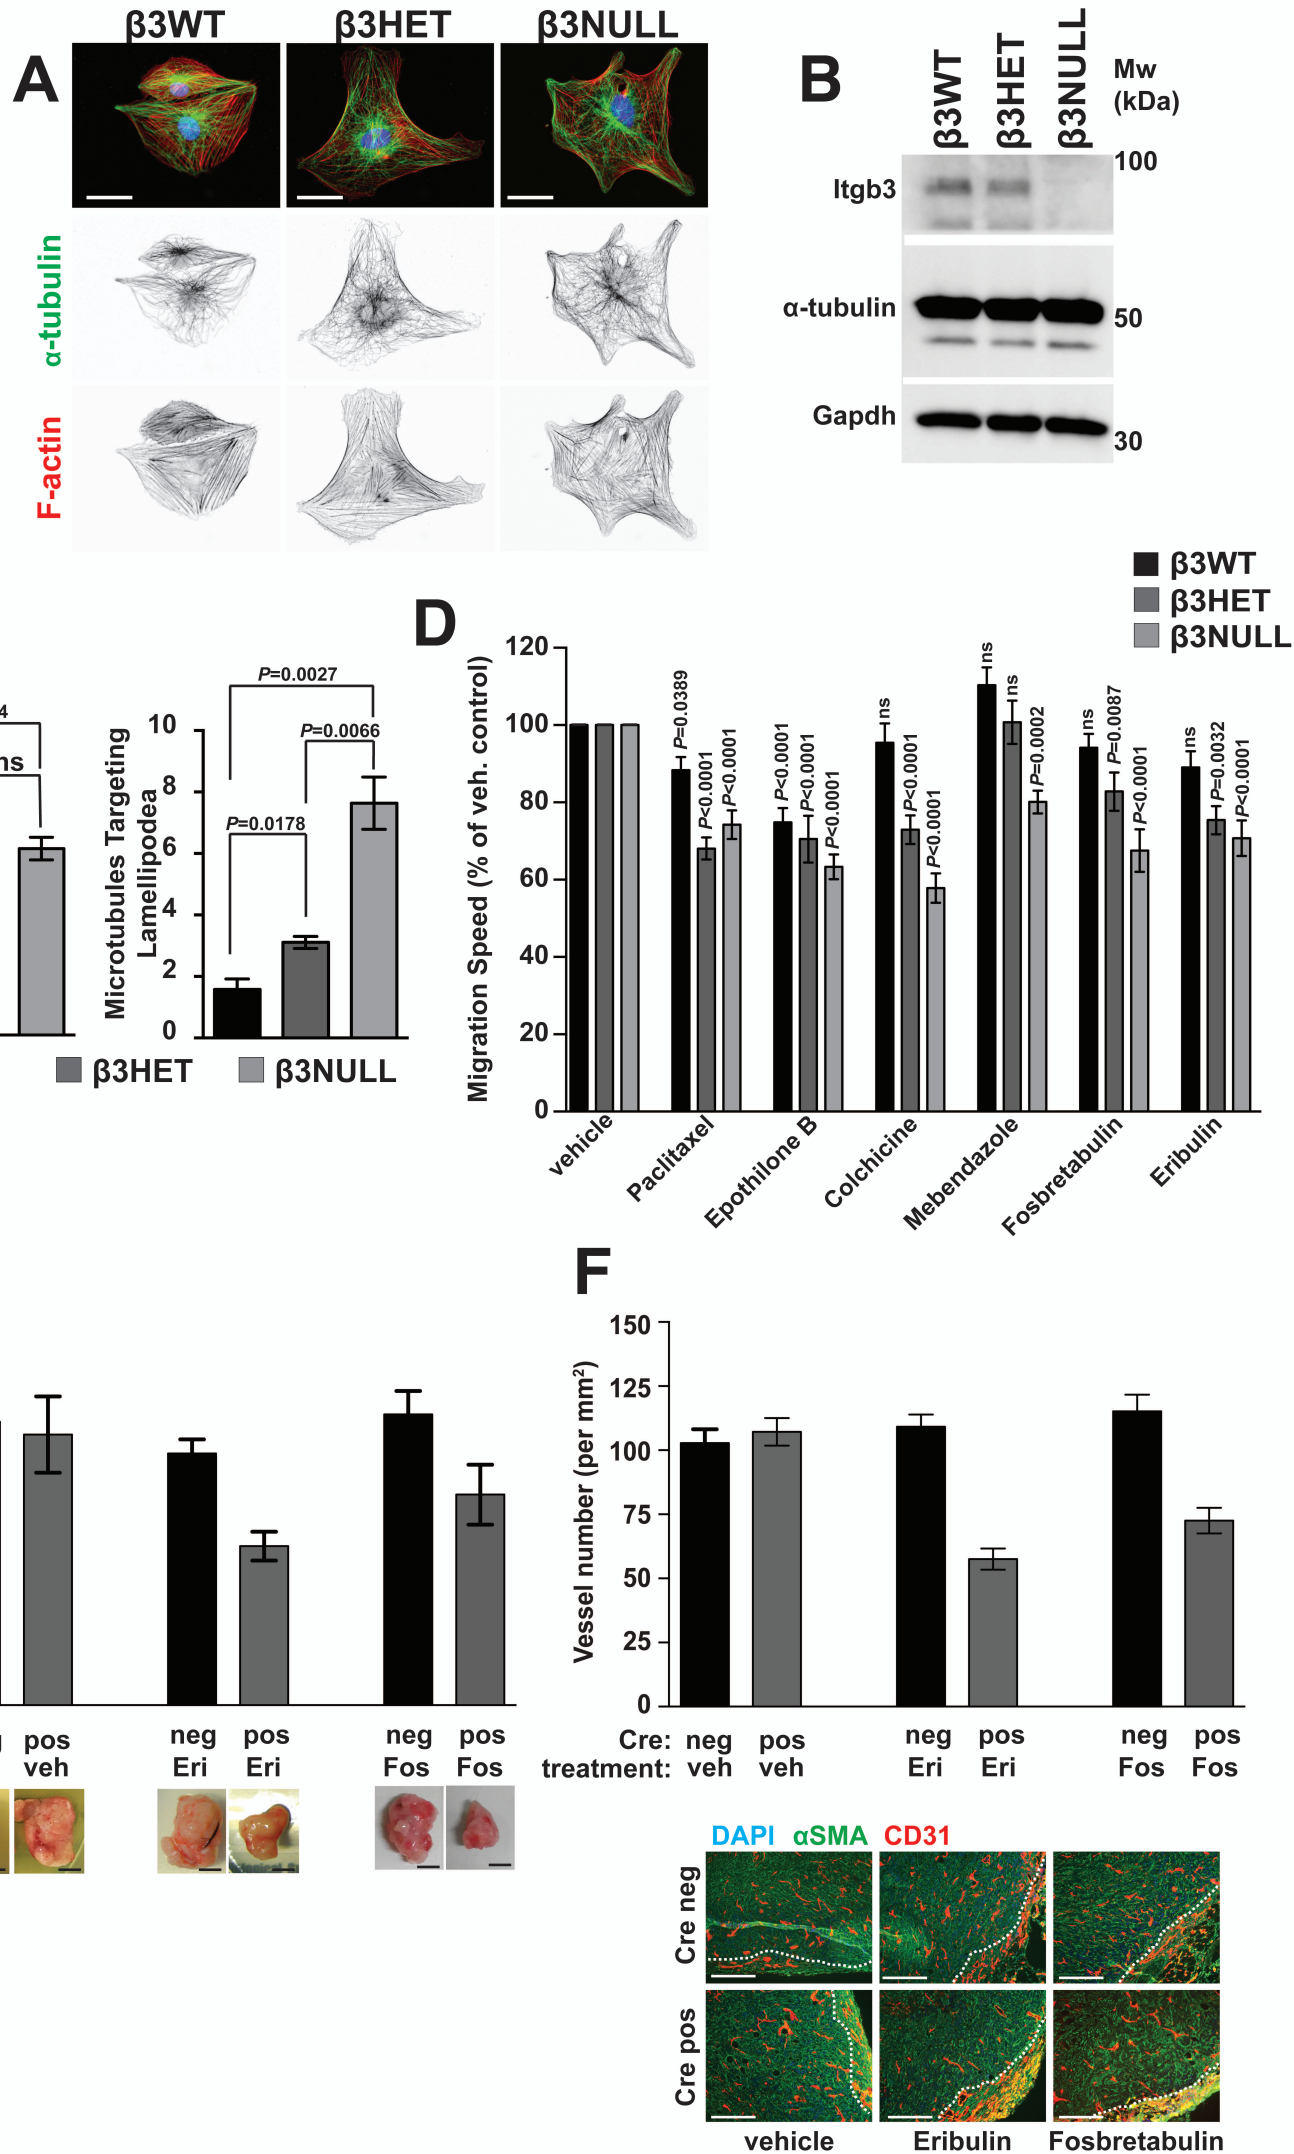 β3WT
β3HET
β3NULL
A
α-tubulin
F-actin
B
β3WT
β3HET
β3NULL
Mw
(kDa)
Itgb3
100
α-tubulin
50
Gapdh
30
β3WT
β3HET
β3NULL
4
ns
P=0.0027
P=0.0066
P=0.0178
Microtubules Targeting
Lamellipodea
10
8
6
4
2
0
β3HET
β3NULL
D
Migration Speed (% of veh. control)
120
100
80
60
40
20
0
P=0.0389
P<0.0001
P<0.0001
P<0.0001
P<0.0001
P<0.0001
ns
P<0.0001
P<0.0001
ns
ns
P=0.0002
ns
P=0.0087
P<0.0001
ns
P=0.0032
P<0.0001
vehicle
Paclitaxel
Epothilone B
Colchicine
Mebendazole
Fosbretabulin
Eribulin
pos
veh
neg
Eri
pos
Eri
neg
Fos
pos
Fos
F
Vessel number (per mm²)
150
125
100
75
50
25
0
Cre: neg pos neg pos neg pos
treatment: veh veh Eri Eri Fos Fos
DAPI αSMA CD31
Cre neg
Cre pos
vehicle Eribulin Fosbretabulin